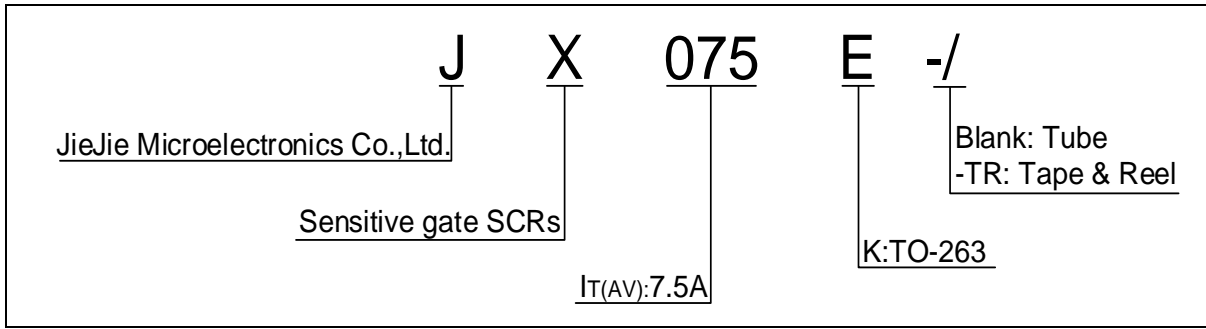 J X 075 E -/
JieJie Microelectronics Co.,Ltd.
Blank: Tube
-TR: Tape & Reel
Sensitive gate SCRs
K:TO-263
IT(AV):7.5A